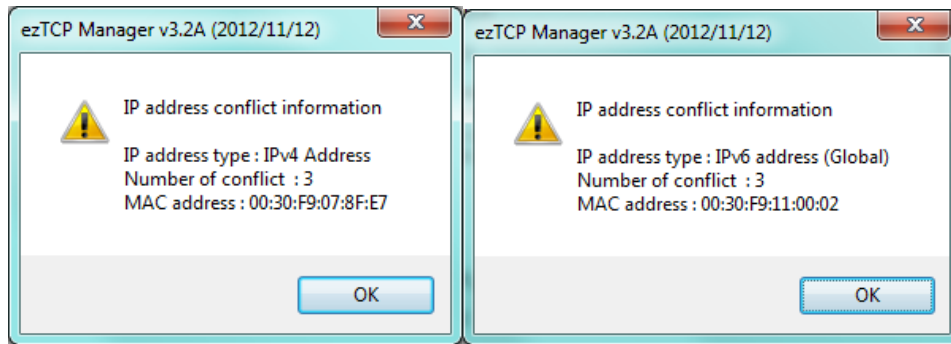 ezTCP Manager v3.2A (2012/11/12)
IP address conflict information
IP address type : IPv4 Address
Number of conflict : 3
MAC address : 00:30:F9:07:8F:E7
OK
ezTCP Manager v3.2A (2012/11/12)
IP address conflict information
IP address type : IPv6 address (Global)
Number of conflict : 3
MAC address : 00:30:F9:11:00:02
OK